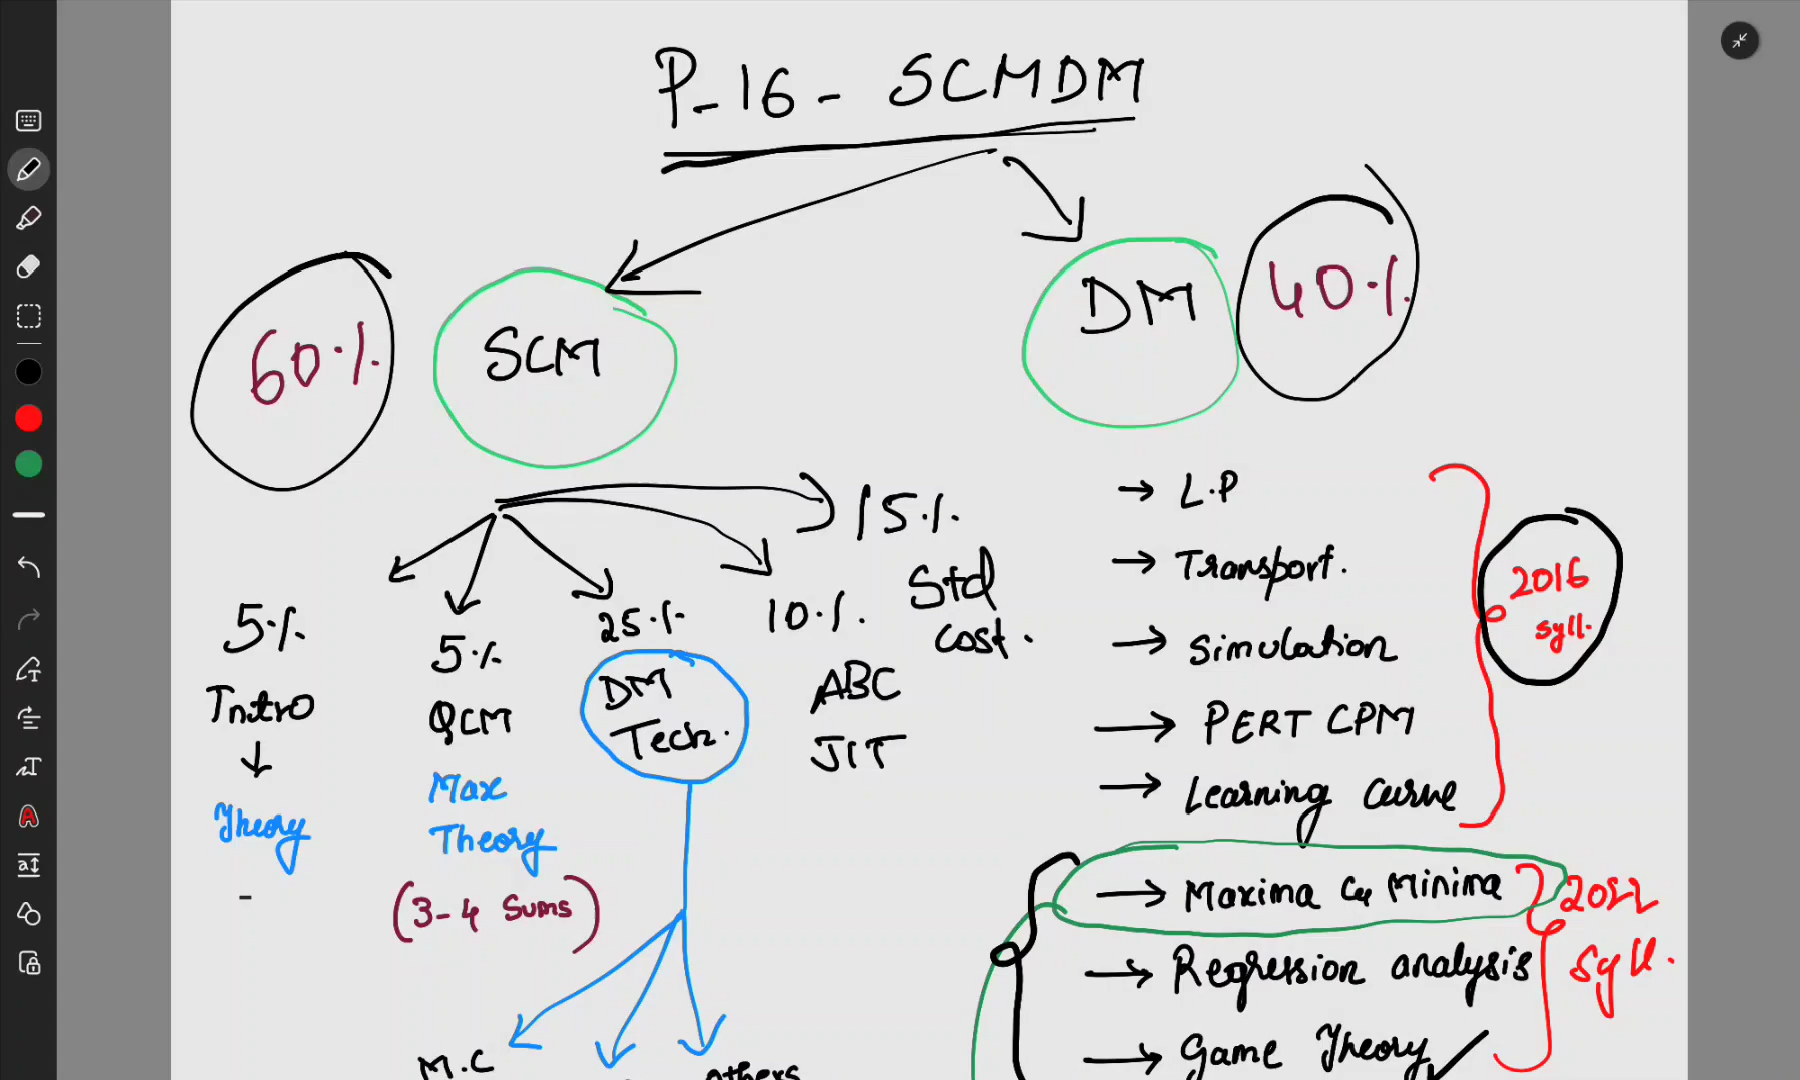 P-16 - SCMDM
60%
SCM
DM
40%
5%
Intro
Theory
5%
QCM
Max
Theory
(3-4 Sums)
25%
DM
Tech.
M.C
others
10%
ABC
JIT
15%
Std
cost.
→ L.P
→ Transport.
→ Simulation
→ PERT CPM
→ Learning Curve
2016
syll.
→ Maxima & Minima
→ Regression analysis
→ Game Theory
2022
Syll.